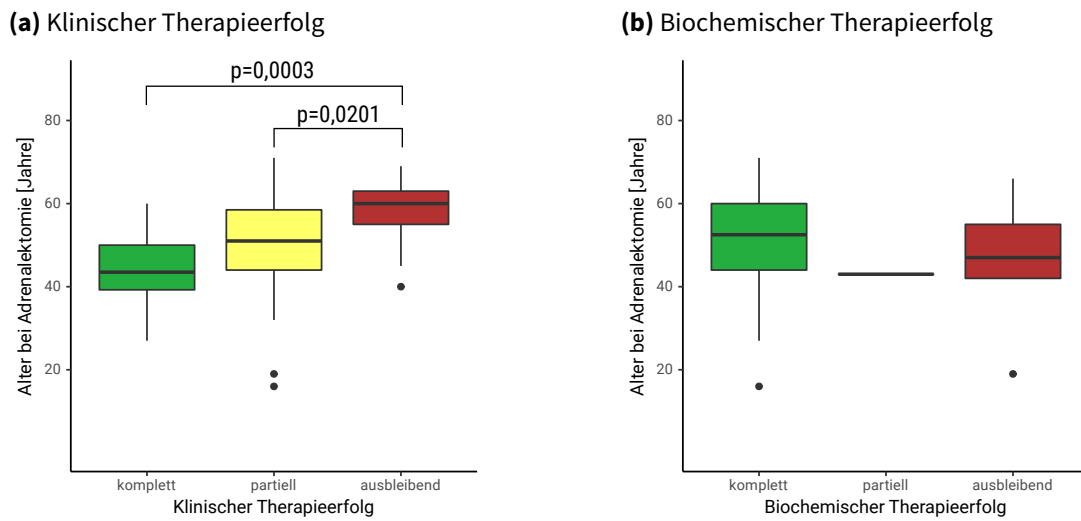 (a) Klinischer Therapieerfolg
p=0,0003
p=0,0201
Alter bei Adrenalektomie [Jahre]
80
60
40
20
komplett partiell ausbleibend
Klinischer Therapieerfolg
(b) Biochemischer Therapieerfolg
Alter bei Adrenalektomie [Jahre]
80
60
40
20
komplett partiell ausbleibend
Biochemischer Therapieerfolg